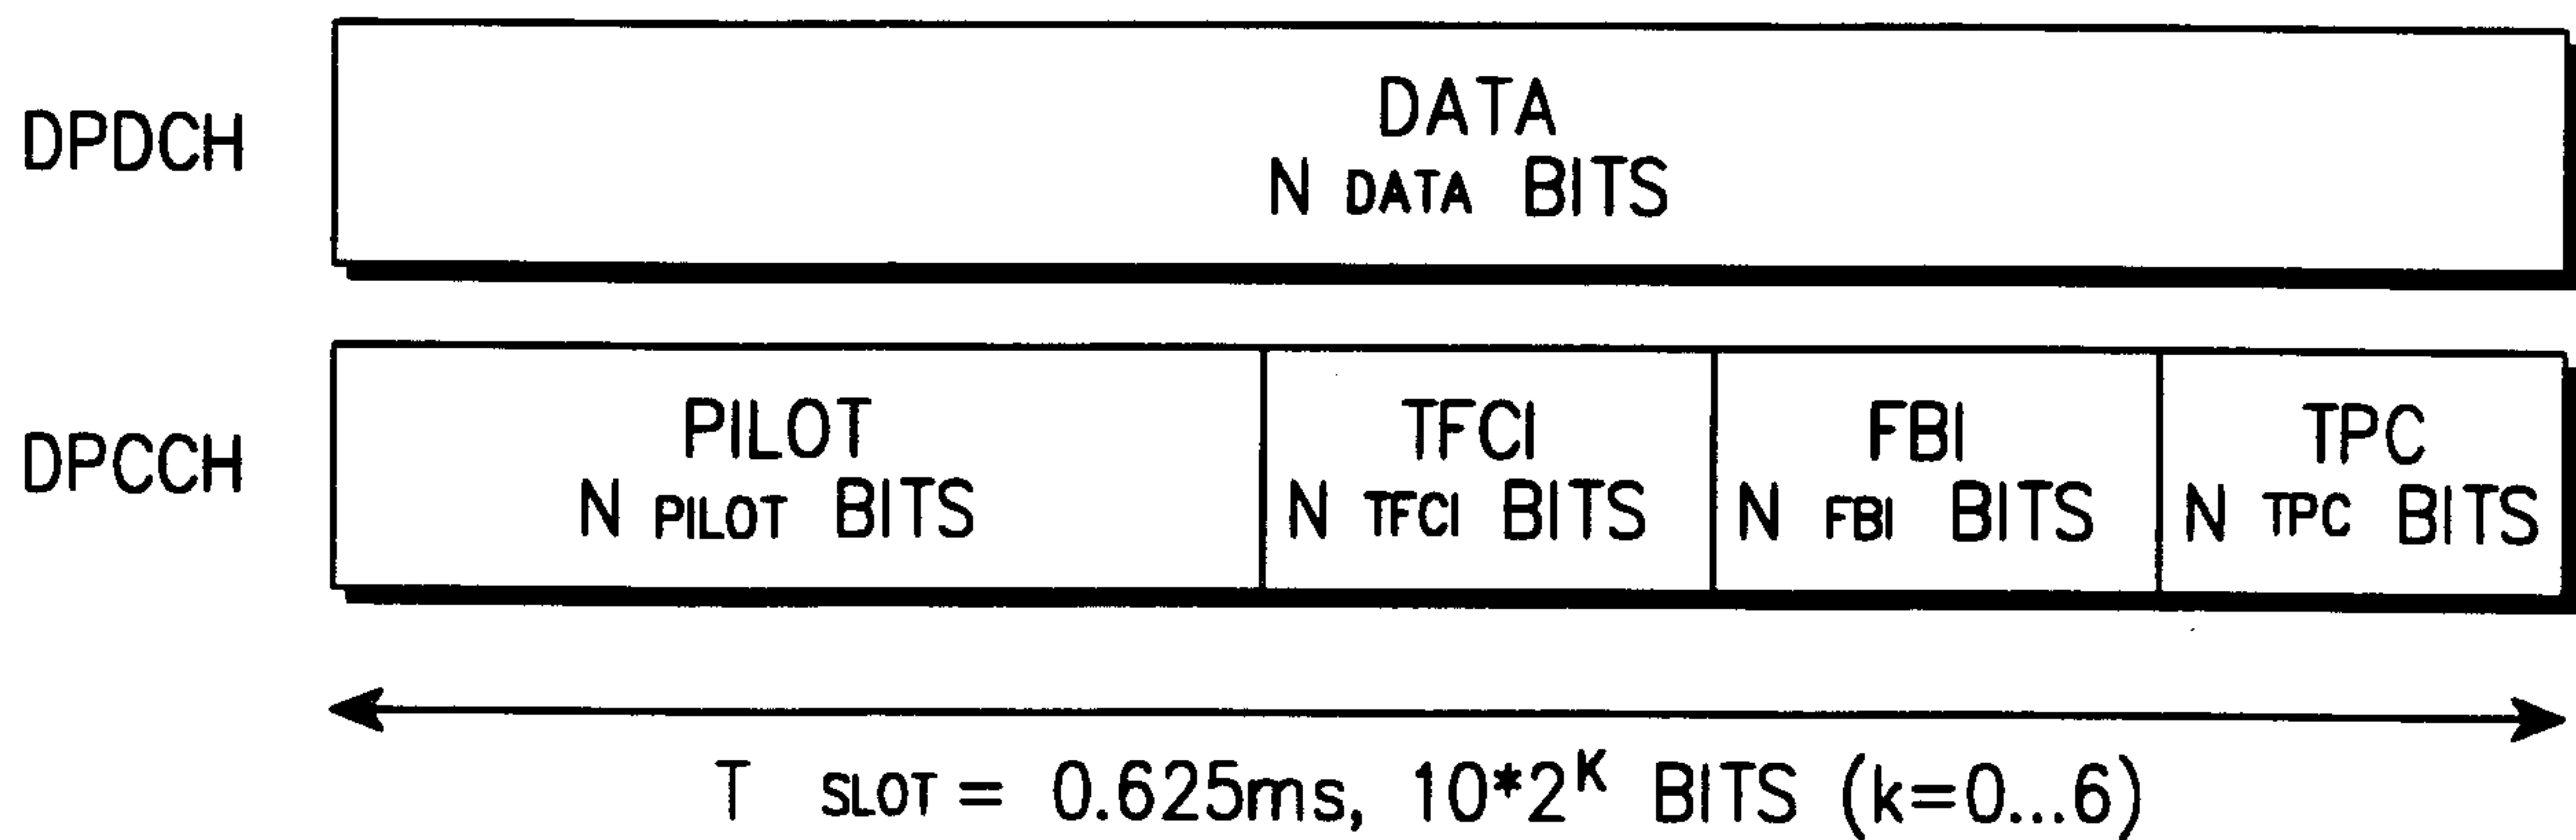 DPDCH
DATA
N DATA BITS
DPCCH
PILOT
N PILOT BITS
TFCI
N TFCI BITS
FBI
N FBI BITS
TPC
N TPC BITS
T SLOT = 0.625ms, 10*2^K BITS (k=0...6)